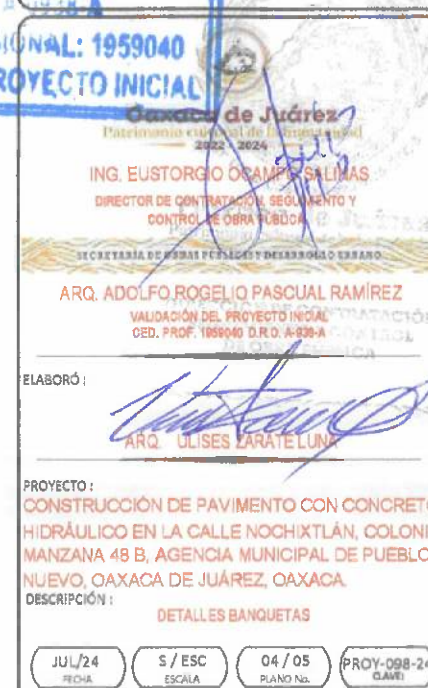 SIONAL: 1959040
PROYECTO INICIAL
Oaxaca de Juárez
Patrimonio cultural de la humanidad
2022 - 2024
ING. EUSTORGIO OCAMPO SALINAS
DIRECTOR DE CONTRATACIÓN, SEGUIMIENTO Y
CONTROL DE OBRA PÚBLICA
SECRETARÍA DE OBRAS PÚBLICAS Y DESARROLLO URBANO
ARQ. ADOLFO ROGELIO PASCUAL RAMÍREZ
VALIDACIÓN DEL PROYECTO INICIAL
CED. PROF. 1959040 D.R.O. A-938-A
ELABORÓ :
ARQ. ULISES ZARATE LUNA
PROYECTO :
CONSTRUCCIÓN DE PAVIMENTO CON CONCRETO
HIDRÁULICO EN LA CALLE NOCHIXTLÁN, COLONI
MANZANA 48 B, AGENCIA MUNICIPAL DE PUEBLO
NUEVO, OAXACA DE JUÁREZ, OAXACA.
DESCRIPCIÓN :
DETALLES BANQUETAS
JUL/24 S / ESC 04 / 05 PROY-098-24
FECHA ESCALA PLANO No. CLAVE